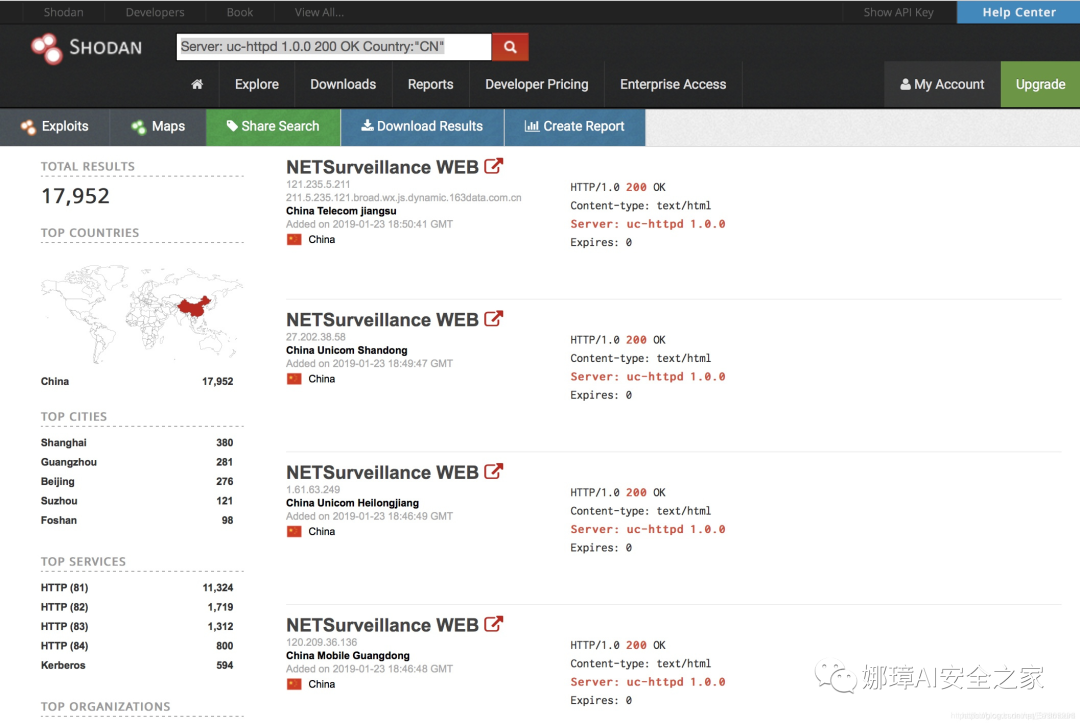 Shodan Developers Book View All... Show API Key Help Center
SHODAN Server: uc-httpd 1.0.0 200 OK Country:"CN"
Explore Downloads Reports Developer Pricing Enterprise Access My Account Upgrade
Exploits Maps Share Search Download Results Create Report
TOTAL RESULTS
17,952
TOP COUNTRIES
China 17,952
TOP CITIES
Shanghai 380
Guangzhou 281
Beijing 276
Suzhou 121
Foshan 98
TOP SERVICES
HTTP (81) 11,324
HTTP (82) 1,719
HTTP (83) 1,312
HTTP (84) 800
Kerberos 594
TOP ORGANIZATIONS
NETSurveillance WEB
121.235.5.211
211.5.235.121.broad.wx.js.dynamic.163data.com.cn
China Telecom jiangsu
Added on 2019-01-23 18:50:41 GMT
China
HTTP/1.0 200 OK
Content-type: text/html
Server: uc-httpd 1.0.0
Expires: 0
NETSurveillance WEB
27.202.38.58
China Unicom Shandong
Added on 2019-01-23 18:49:47 GMT
China
HTTP/1.0 200 OK
Content-type: text/html
Server: uc-httpd 1.0.0
Expires: 0
NETSurveillance WEB
1.61.63.249
China Unicom Heilongjiang
Added on 2019-01-23 18:46:49 GMT
China
HTTP/1.0 200 OK
Content-type: text/html
Server: uc-httpd 1.0.0
Expires: 0
NETSurveillance WEB
120.209.36.136
China Mobile Guangdong
Added on 2019-01-23 18:46:48 GMT
China
HTTP/1.0 200 OK
Content-type: text/html
Server: uc-httpd 1.0.0
Expires: 0
娜璋AI安全之家